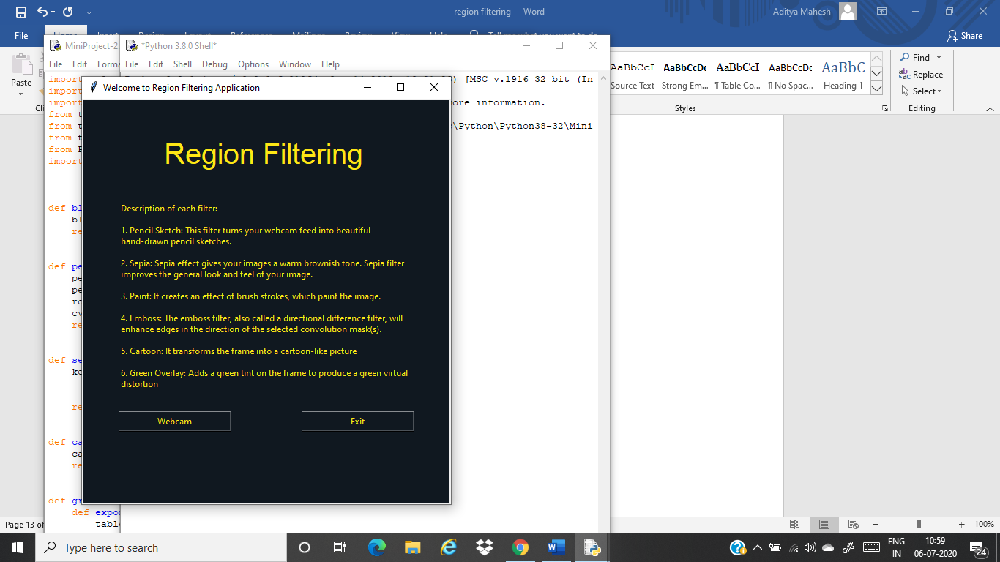 region filtering - Word
Aditya Mahesh
File
Share
MiniProject-2.
*Python 3.8.0 Shell*
File Edit Forma
File Edit Shell Debug Options Window Help
Paste
AaBbCcI
AaBbCcDc
AaBbCcI
AaBbCcDc
AaBbC
Source Text
Strong Em...
¶ Table Co...
¶ No Spac...
Heading 1
Styles
Find
Replace
Select
Editing
[MSC v.1916 32 bit (In
ore information.
\Python\Python38-32\Mini
import
import
import
from t
from t
from t
from P
import
def bl
bl
re
def pe
pe
pe
ro
cv
re
def se
ke
re
def ca
ca
re
def gr
def expo
table
Welcome to Region Filtering Application
Region Filtering
Description of each filter:
1. Pencil Sketch: This filter turns your webcam feed into beautiful
hand-drawn pencil sketches.
2. Sepia: Sepia effect gives your images a warm brownish tone. Sepia filter
improves the general look and feel of your image.
3. Paint: It creates an effect of brush strokes, which paint the image.
4. Emboss: The emboss filter, also called a directional difference filter, will
enhance edges in the direction of the selected convolution mask(s).
5. Cartoon: It transforms the frame into a cartoon-like picture
6. Green Overlay: Adds a green tint on the frame to produce a green virtual
distortion
Webcam
Exit
Page 13 of
100%
Type here to search
ENG
IN
10:59
06-07-2020
24